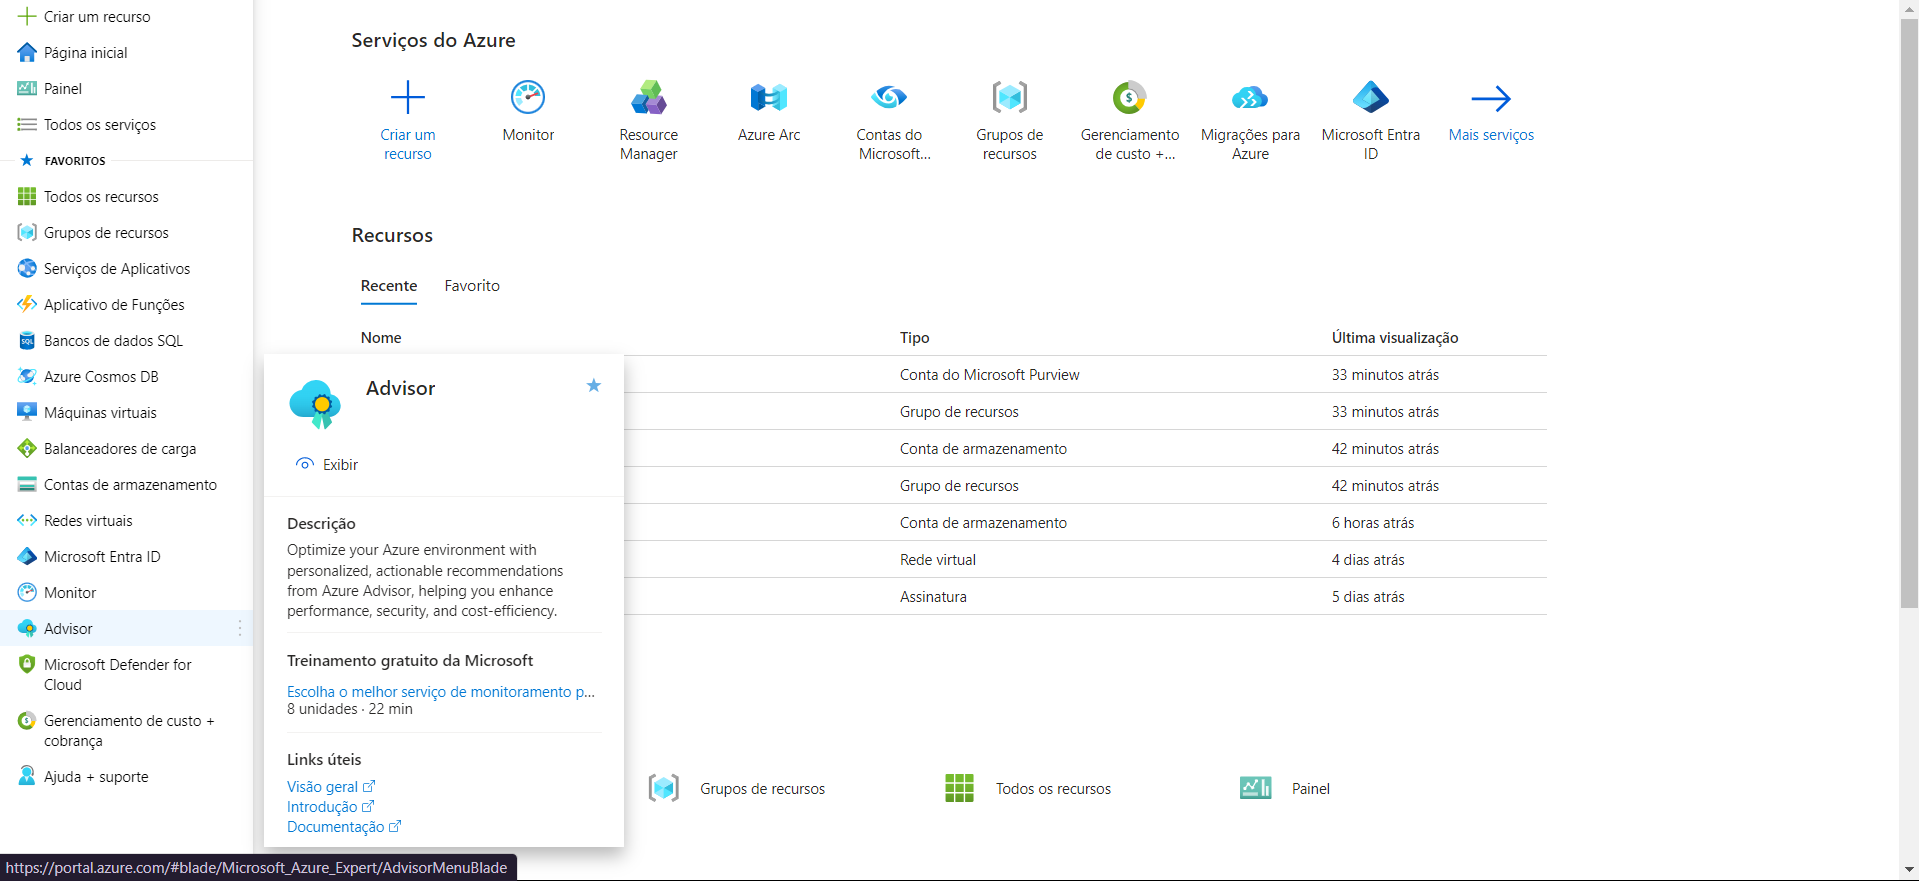 Criar um recurso
Página inicial
Painel
Todos os serviços
FAVORITOS
Todos os recursos
Grupos de recursos
Serviços de Aplicativos
Aplicativo de Funções
Bancos de dados SQL
Azure Cosmos DB
Máquinas virtuais
Balanceadores de carga
Contas de armazenamento
Redes virtuais
Microsoft Entra ID
Monitor
Advisor
Microsoft Defender for
Cloud
Gerenciamento de custo +
cobrança
Ajuda + suporte
Serviços do Azure
Criar um
recurso
Monitor
Resource
Manager
Azure Arc
Contas do
Microsoft...
Grupos de
recursos
Gerenciamento
de custo +...
Migrações para
Azure
Microsoft Entra
ID
Mais serviços
Recursos
Recente Favorito
Nome Tipo Última visualização
Conta do Microsoft Purview 33 minutos atrás
Grupo de recursos 33 minutos atrás
Conta de armazenamento 42 minutos atrás
Grupo de recursos 42 minutos atrás
Conta de armazenamento 6 horas atrás
Rede virtual 4 dias atrás
Assinatura 5 dias atrás
Advisor
Exibir
Descrição
Optimize your Azure environment with
personalized, actionable recommendations
from Azure Advisor, helping you enhance
performance, security, and cost-efficiency.
Treinamento gratuito da Microsoft
Escolha o melhor serviço de monitoramento p...
8 unidades · 22 min
Links úteis
Visão geral
Introdução
Documentação
Grupos de recursos Todos os recursos Painel
https://portal.azure.com/#blade/Microsoft_Azure_Expert/AdvisorMenuBlade